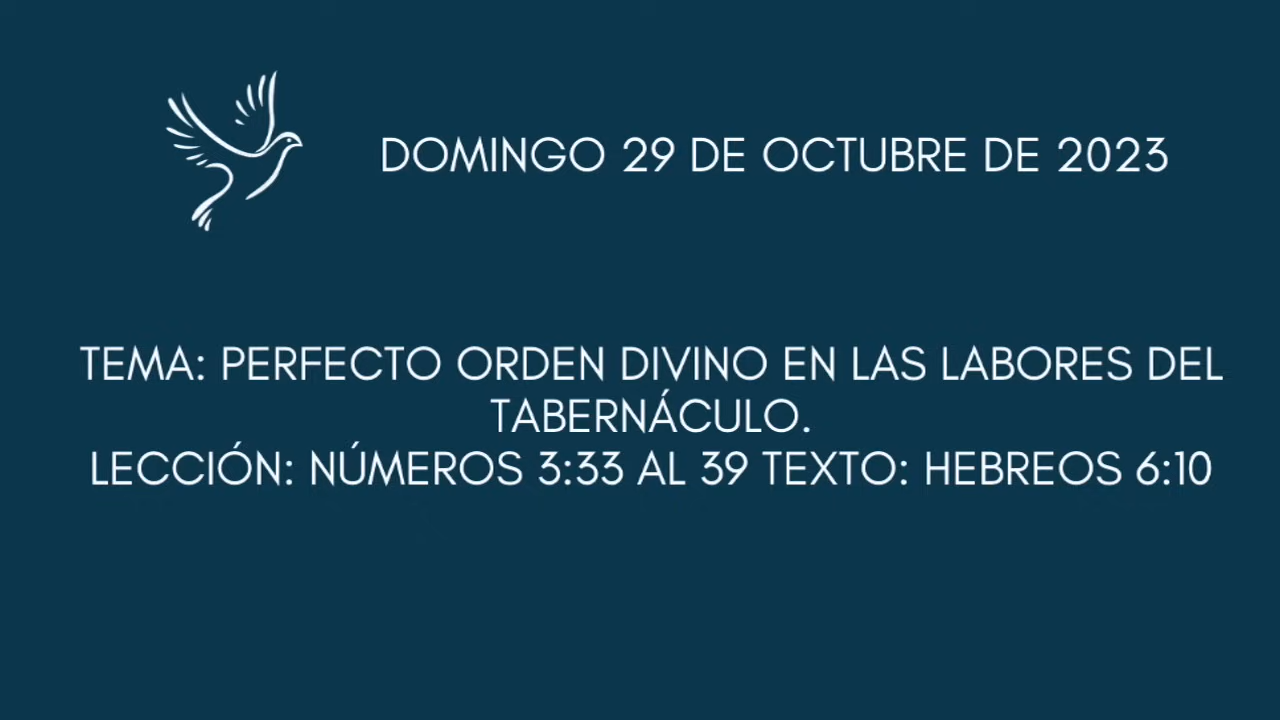 DOMINGO 29 DE OCTUBRE DE 2023
TEMA: PERFECTO ORDEN DIVINO EN LAS LABORES DEL
TABERNÁCULO.
LECCIÓN: NÚMEROS 3:33 AL 39 TEXTO: HEBREOS 6:10